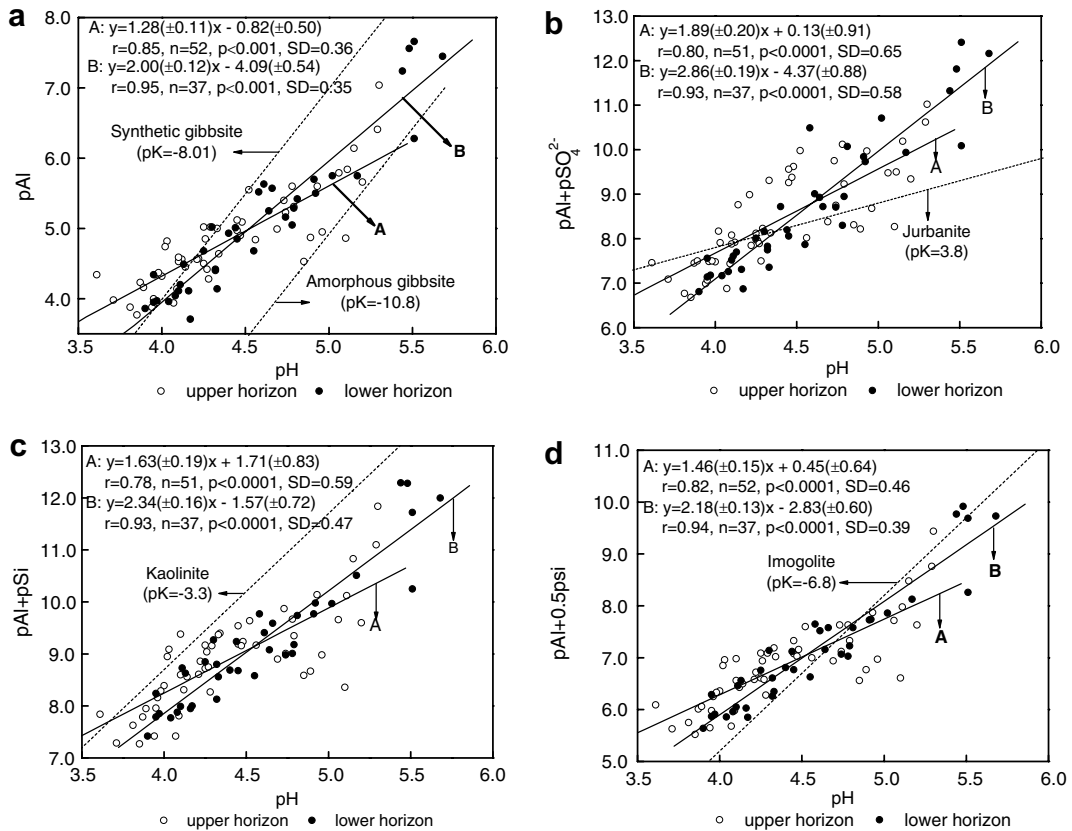 a
A: y=1.28(±0.11)x - 0.82(±0.50)
r=0.85, n=52, p<0.001, SD=0.36
B: y=2.00(±0.12)x - 4.09(±0.54)
r=0.95, n=37, p<0.001, SD=0.35
Synthetic gibbsite
(pK=-8.01)
B
A
Amorphous gibbsite
(pK=-10.8)
8.0
7.0
6.0
5.0
4.0
pAl
3.5 4.0 4.5 5.0 5.5 6.0
pH
upper horizon lower horizon
b
A: y=1.89(±0.20)x + 0.13(±0.91)
r=0.80, n=51, p<0.0001, SD=0.65
B: y=2.86(±0.19)x - 4.37(±0.88)
r=0.93, n=37, p<0.0001, SD=0.58
B
A
Jurbanite
(pK=3.8)
13.0
12.0
11.0
10.0
9.0
8.0
7.0
6.0
pAl+pSO₄²⁻
3.5 4.0 4.5 5.0 5.5 6.0
pH
upper horizon lower horizon
c
A: y=1.63(±0.19)x + 1.71(±0.83)
r=0.78, n=51, p<0.0001, SD=0.59
B: y=2.34(±0.16)x - 1.57(±0.72)
r=0.93, n=37, p<0.0001, SD=0.47
Kaolinite
(pK=-3.3)
B
A
13.0
12.0
11.0
10.0
9.0
8.0
7.0
pAl+pSi
3.5 4.0 4.5 5.0 5.5 6.0
pH
upper horizon lower horizon
d
A: y=1.46(±0.15)x + 0.45(±0.64)
r=0.82, n=52, p<0.0001, SD=0.46
B: y=2.18(±0.13)x - 2.83(±0.60)
r=0.94, n=37, p<0.0001, SD=0.39
Imogolite
(pK=-6.8)
B
A
11.0
10.0
9.0
8.0
7.0
6.0
5.0
pAl+0.5psi
3.5 4.0 4.5 5.0 5.5 6.0
pH
upper horizon lower horizon